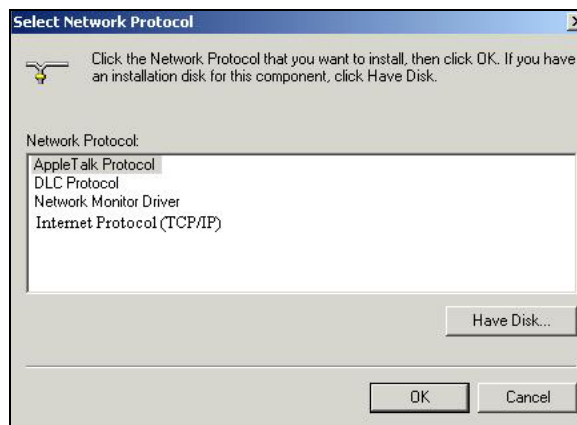 Select Network Protocol
Click the Network Protocol that you want to install, then click OK. If you have
an installation disk for this component, click Have Disk.
Network Protocol:
AppleTalk Protocol
DLC Protocol
Network Monitor Driver
Internet Protocol (TCP/IP)
Have Disk...
OK
Cancel